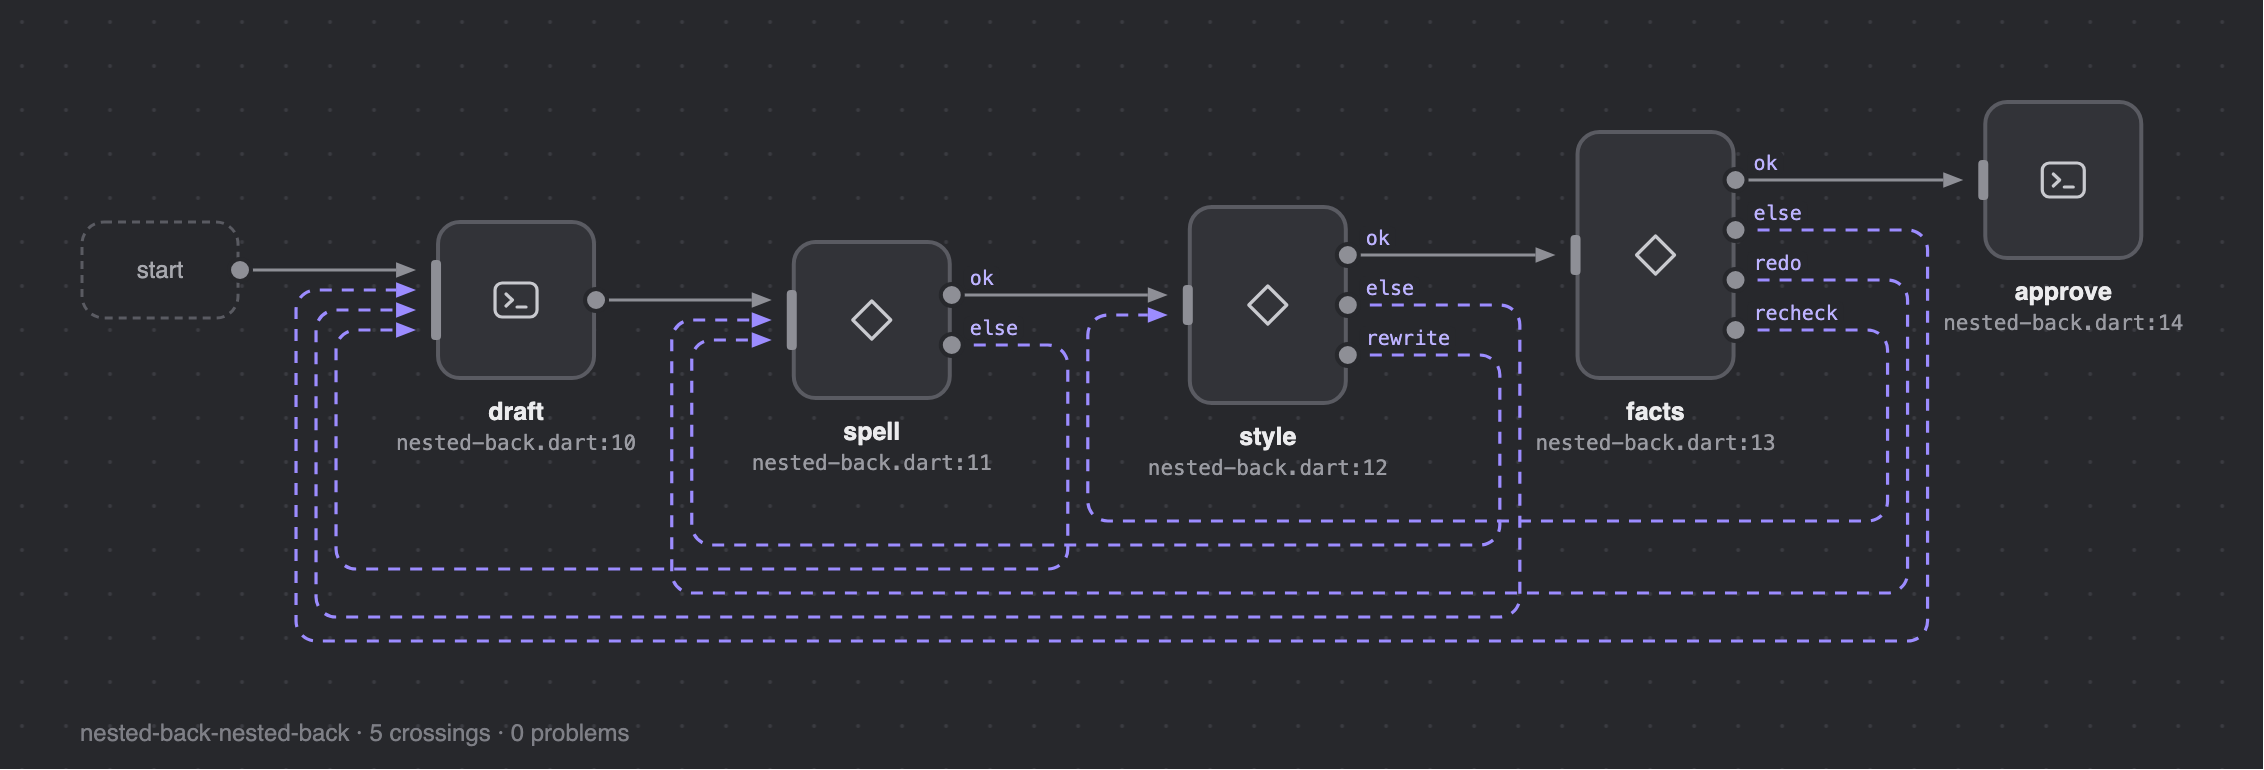 start
draft
nested-back.dart:10
ok
else
spell
nested-back.dart:11
ok
else
rewrite
style
nested-back.dart:12
ok
else
redo
recheck
facts
nested-back.dart:13
approve
nested-back.dart:14
nested-back-nested-back · 5 crossings · 0 problems